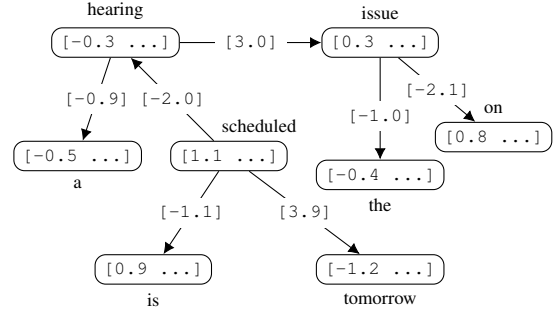 hearing
issue
[−0.3 ...]
[3.0]
[0.3 ...]
[−0.9]
[−2.0]
[−2.1]
[−1.0]
on
scheduled
[0.8 ...]
[−0.5 ...]
[1.1 ...]
a
[−0.4 ...]
the
[−1.1]
[3.9]
[0.9 ...]
[−1.2 ...]
is
tomorrow